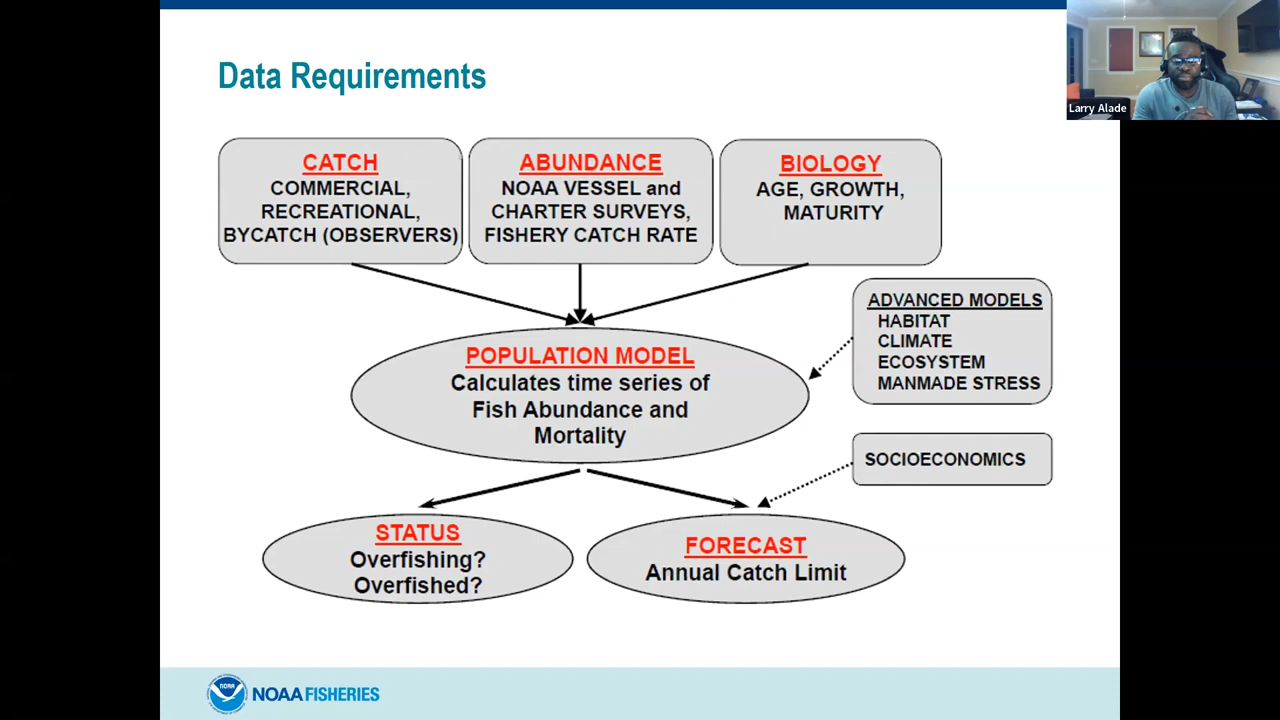 Data Requirements
Larry Alade
CATCH
COMMERCIAL,
RECREATIONAL,
BYCATCH (OBSERVERS)
ABUNDANCE
NOAA VESSEL and
CHARTER SURVEYS,
FISHERY CATCH RATE
BIOLOGY
AGE, GROWTH,
MATURITY
ADVANCED MODELS
HABITAT
CLIMATE
ECOSYSTEM
MANMADE STRESS
POPULATION MODEL
Calculates time series of
Fish Abundance and
Mortality
SOCIOECONOMICS
STATUS
Overfishing?
Overfished?
FORECAST
Annual Catch Limit
NOAA
NOAA FISHERIES